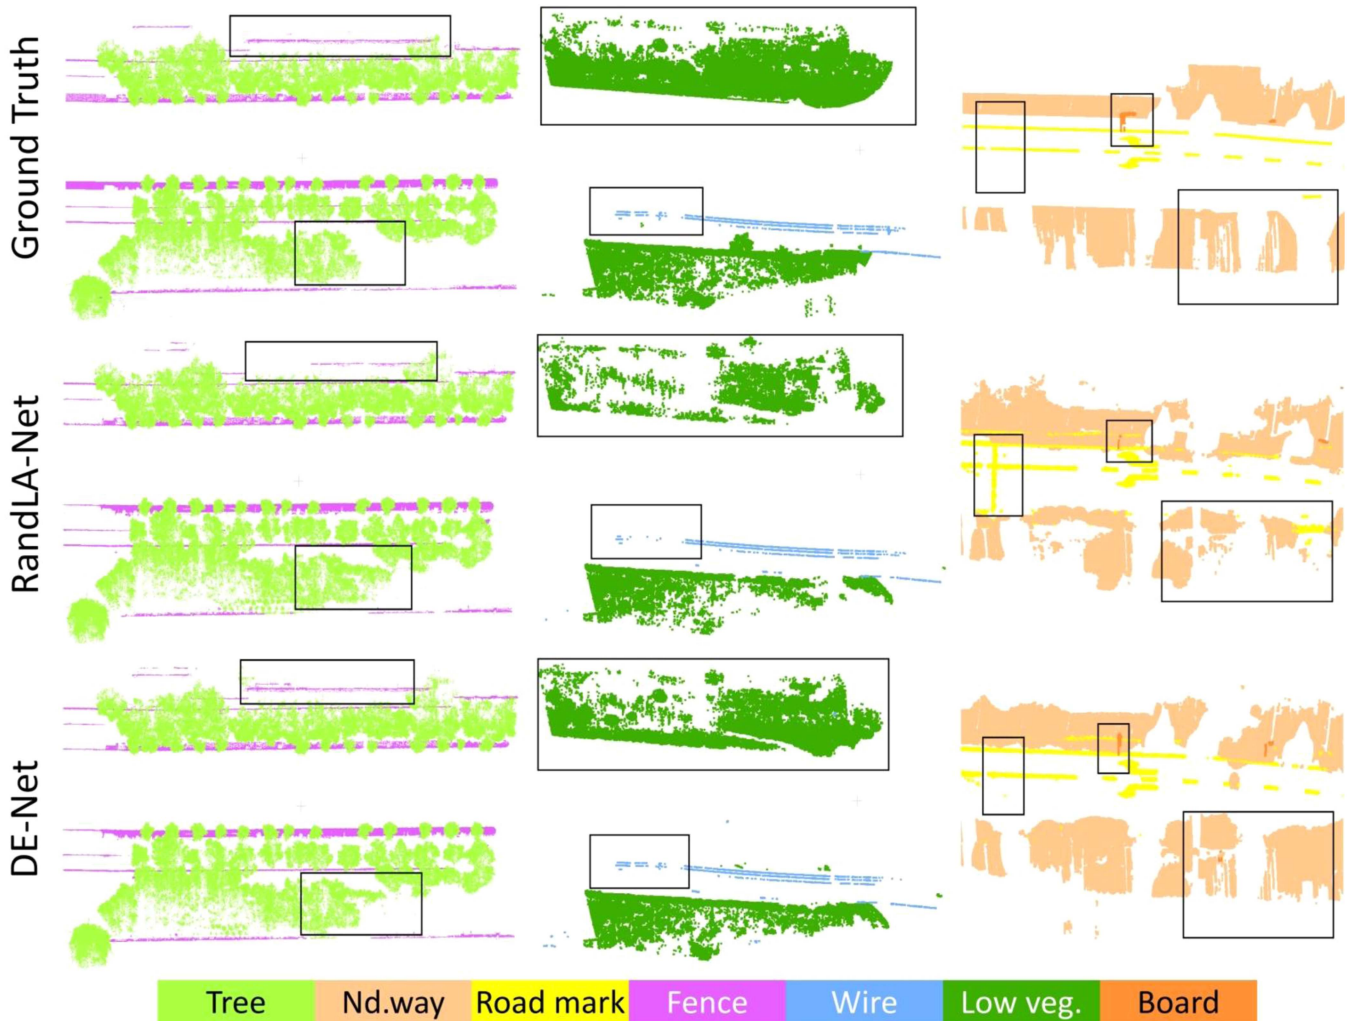 Ground Truth
RandLA-Net
DE-Net
Tree
Nd.way
Road mark
Fence
Wire
Low veg.
Board